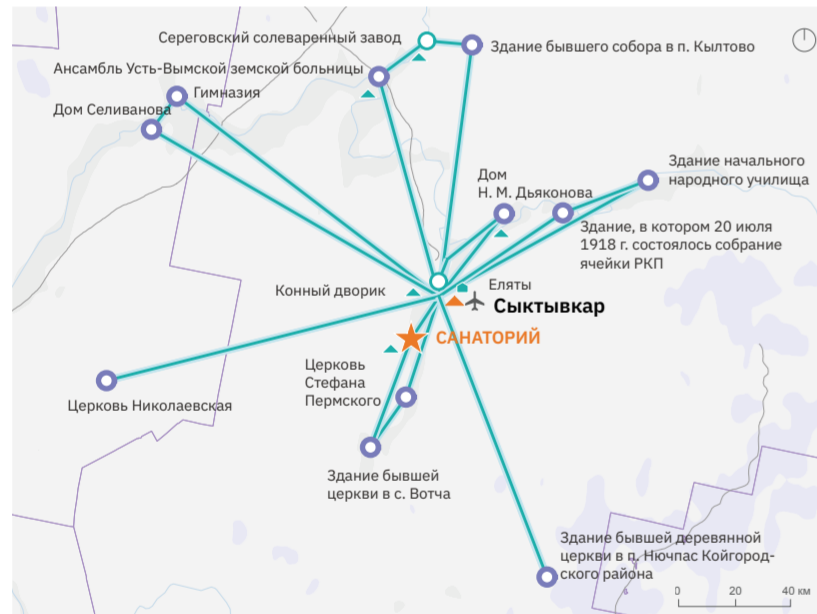 Сереговский солеваренный завод
Здание бывшего собора в п. Кылтово
Ансамбль Усть-Вымской земской больницы
Гимназия
Дом Селиванова
Здание начального
народного училища
Дом
Н. М. Дьяконова
Здание, в котором 20 июля
1918 г. состоялось собрание
ячейки РКП
Конный дворик
Еляты
Сыктывкар
САНАТОРИЙ
Церковь
Стефана
Пермского
Церковь Николаевская
Здание бывшей
церкви в с. Вотча
Здание бывшей деревянной
церкви в п. Нючпас Койгород-
ского района
0 20 40 км